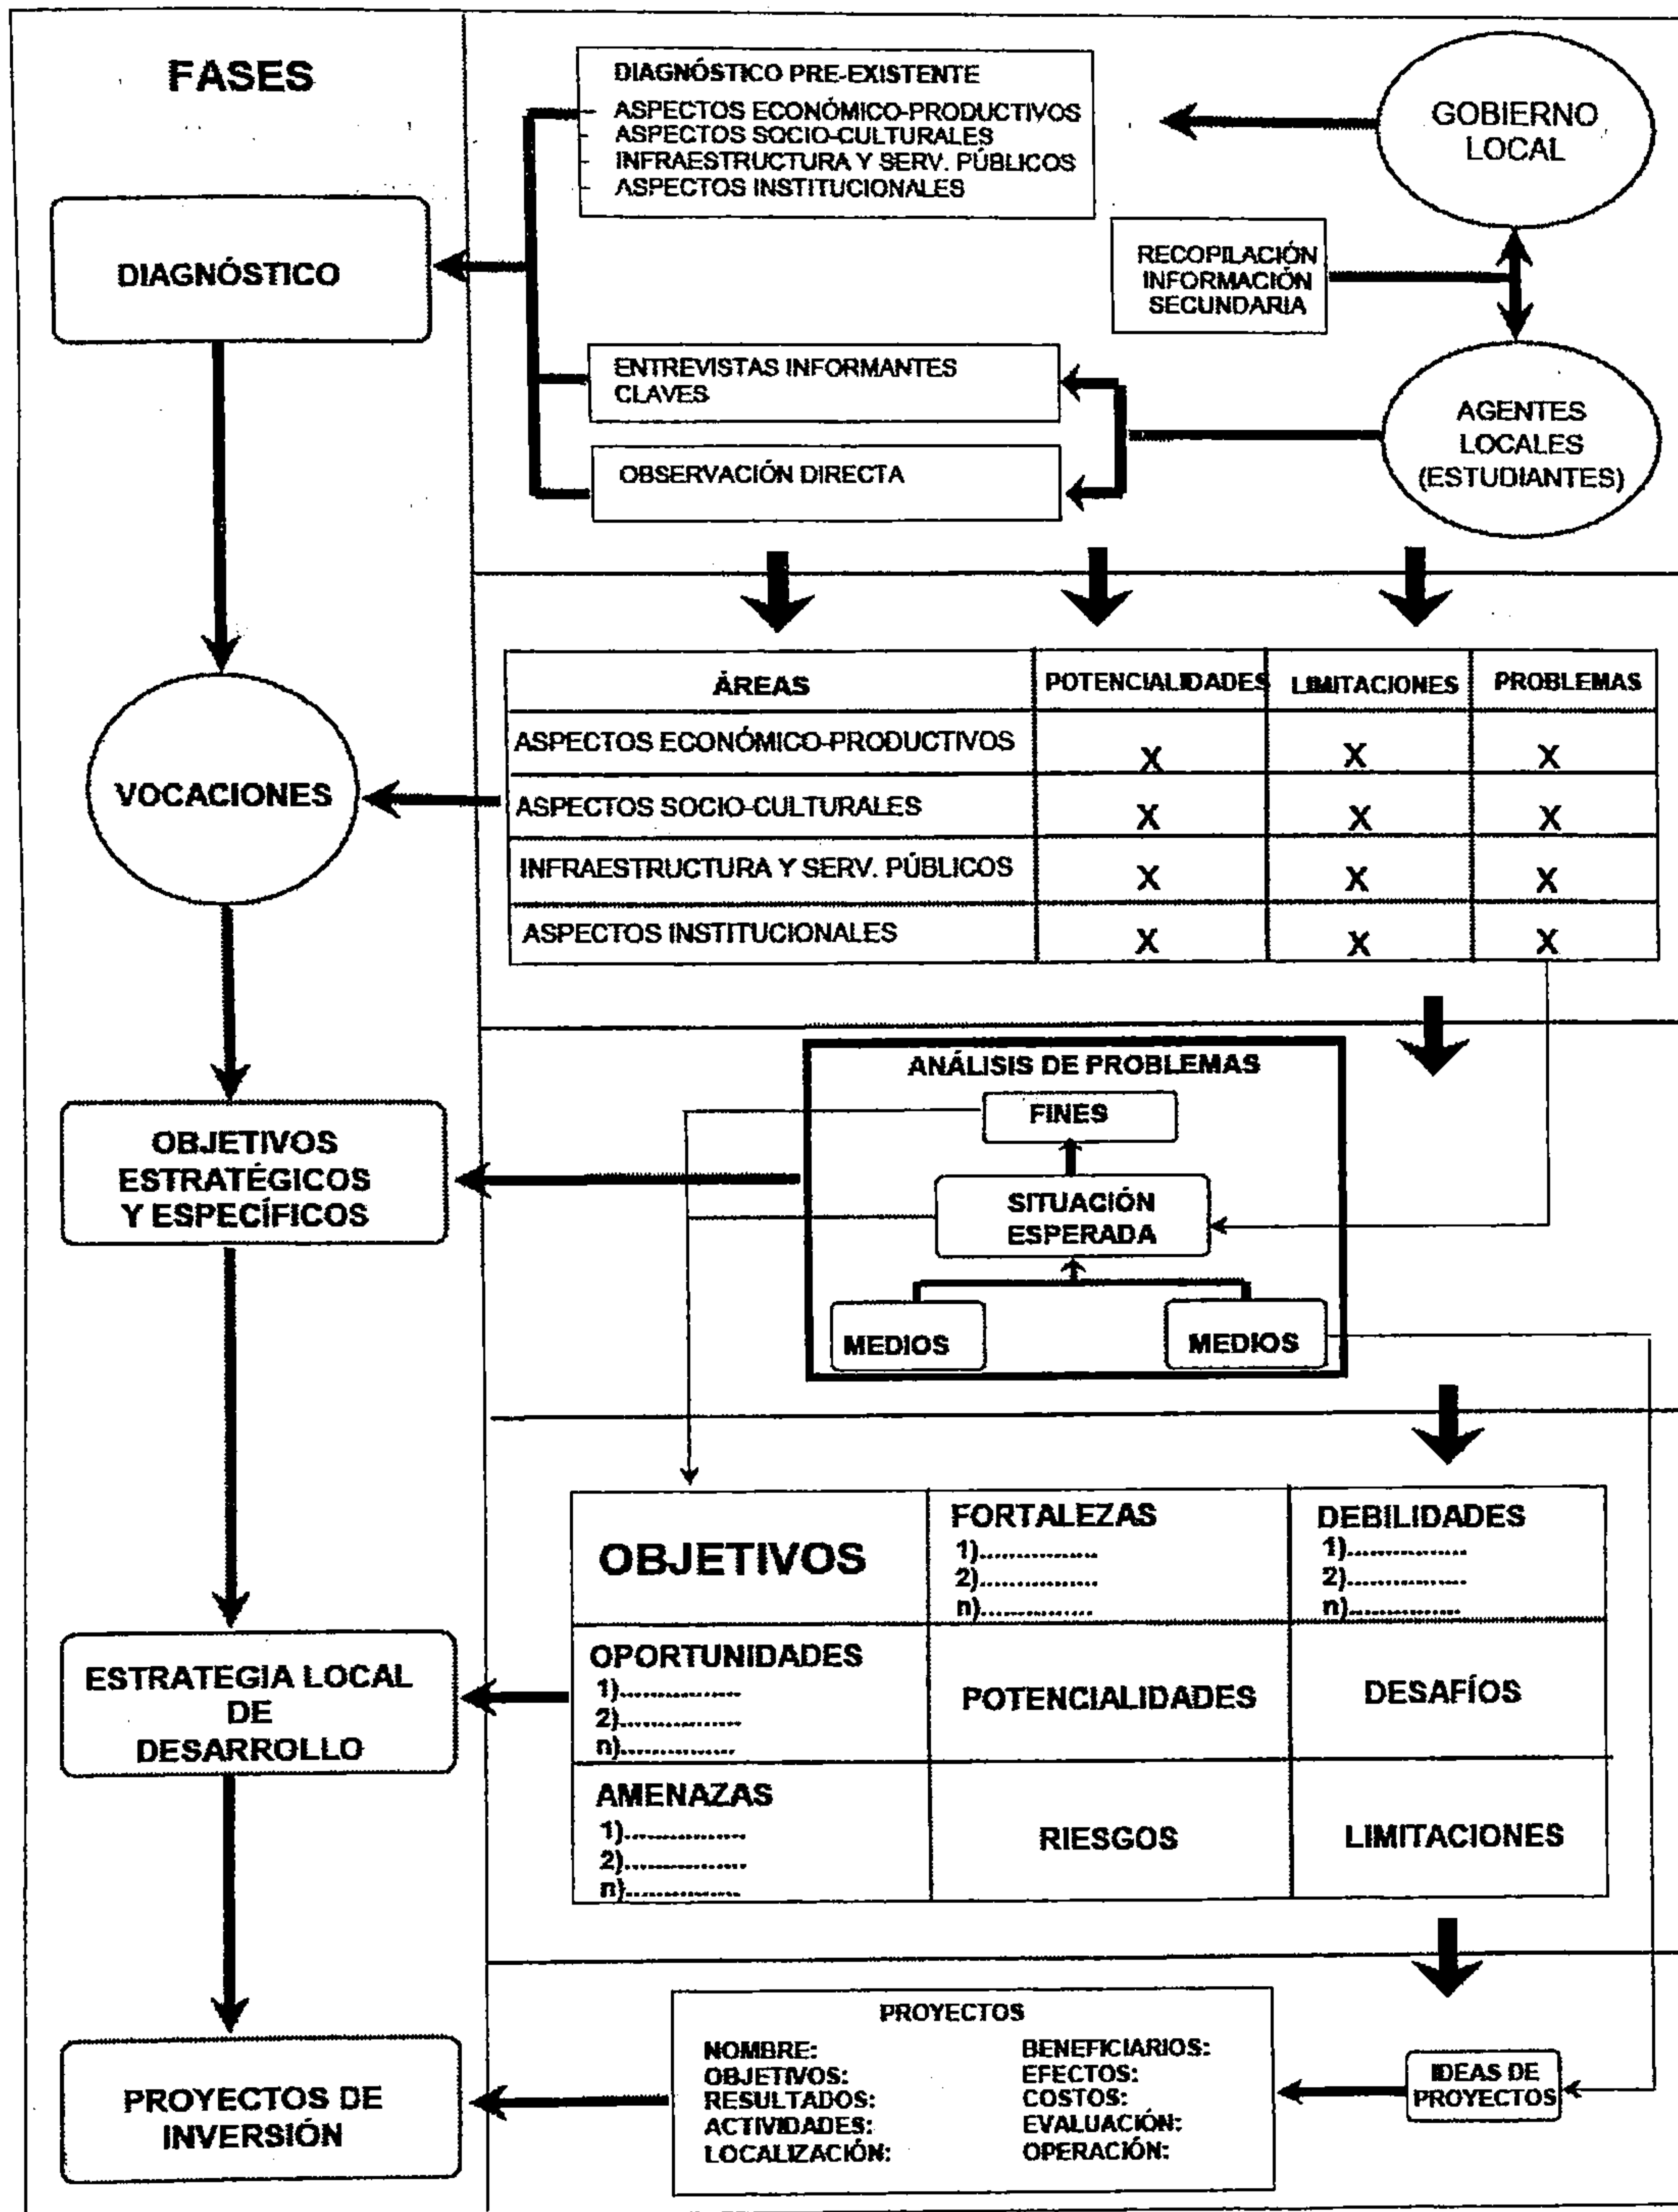 FASES
DIAGNÓSTICO PRE-EXISTENTE
- ASPECTOS ECONÓMICO-PRODUCTIVOS
- ASPECTOS SOCIO-CULTURALES
- INFRAESTRUCTURA Y SERV. PÚBLICOS
- ASPECTOS INSTITUCIONALES
GOBIERNO
LOCAL
DIAGNÓSTICO
RECOPILACIÓN
INFORMACIÓN
SECUNDARIA
ENTREVISTAS INFORMANTES
CLAVES
OBSERVACIÓN DIRECTA
AGENTES
LOCALES
(ESTUDIANTES)
ÁREAS POTENCIALIDADES LIMITACIONES PROBLEMAS
ASPECTOS ECONÓMICO-PRODUCTIVOS X X X
ASPECTOS SOCIO-CULTURALES X X X
INFRAESTRUCTURA Y SERV. PÚBLICOS X X X
ASPECTOS INSTITUCIONALES X X X
VOCACIONES
OBJETIVOS
ESTRATÉGICOS
Y ESPECÍFICOS
ANÁLISIS DE PROBLEMAS
FINES
SITUACIÓN
ESPERADA
MEDIOS MEDIOS
ESTRATEGIA LOCAL
DE
DESARROLLO
OBJETIVOS
FORTALEZAS
1)................
2)................
n)...............
DEBILIDADES
1)................
2)................
n)...............
OPORTUNIDADES
1)................
2)................
n)...............
POTENCIALIDADES
DESAFÍOS
AMENAZAS
1)................
2)................
n)...............
RIESGOS
LIMITACIONES
PROYECTOS DE
INVERSIÓN
PROYECTOS
NOMBRE: BENEFICIARIOS:
OBJETIVOS: EFECTOS:
RESULTADOS: COSTOS:
ACTIVIDADES: EVALUACIÓN:
LOCALIZACIÓN: OPERACIÓN:
IDEAS DE
PROYECTOS